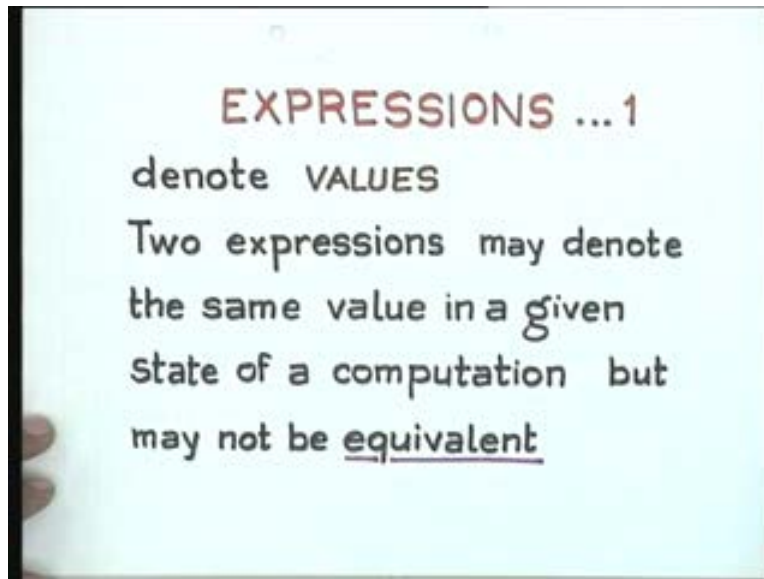 EXPRESSIONS ... 1
denote VALUES
Two expressions may denote
the same value in a given
state of a computation but
may not be equivalent